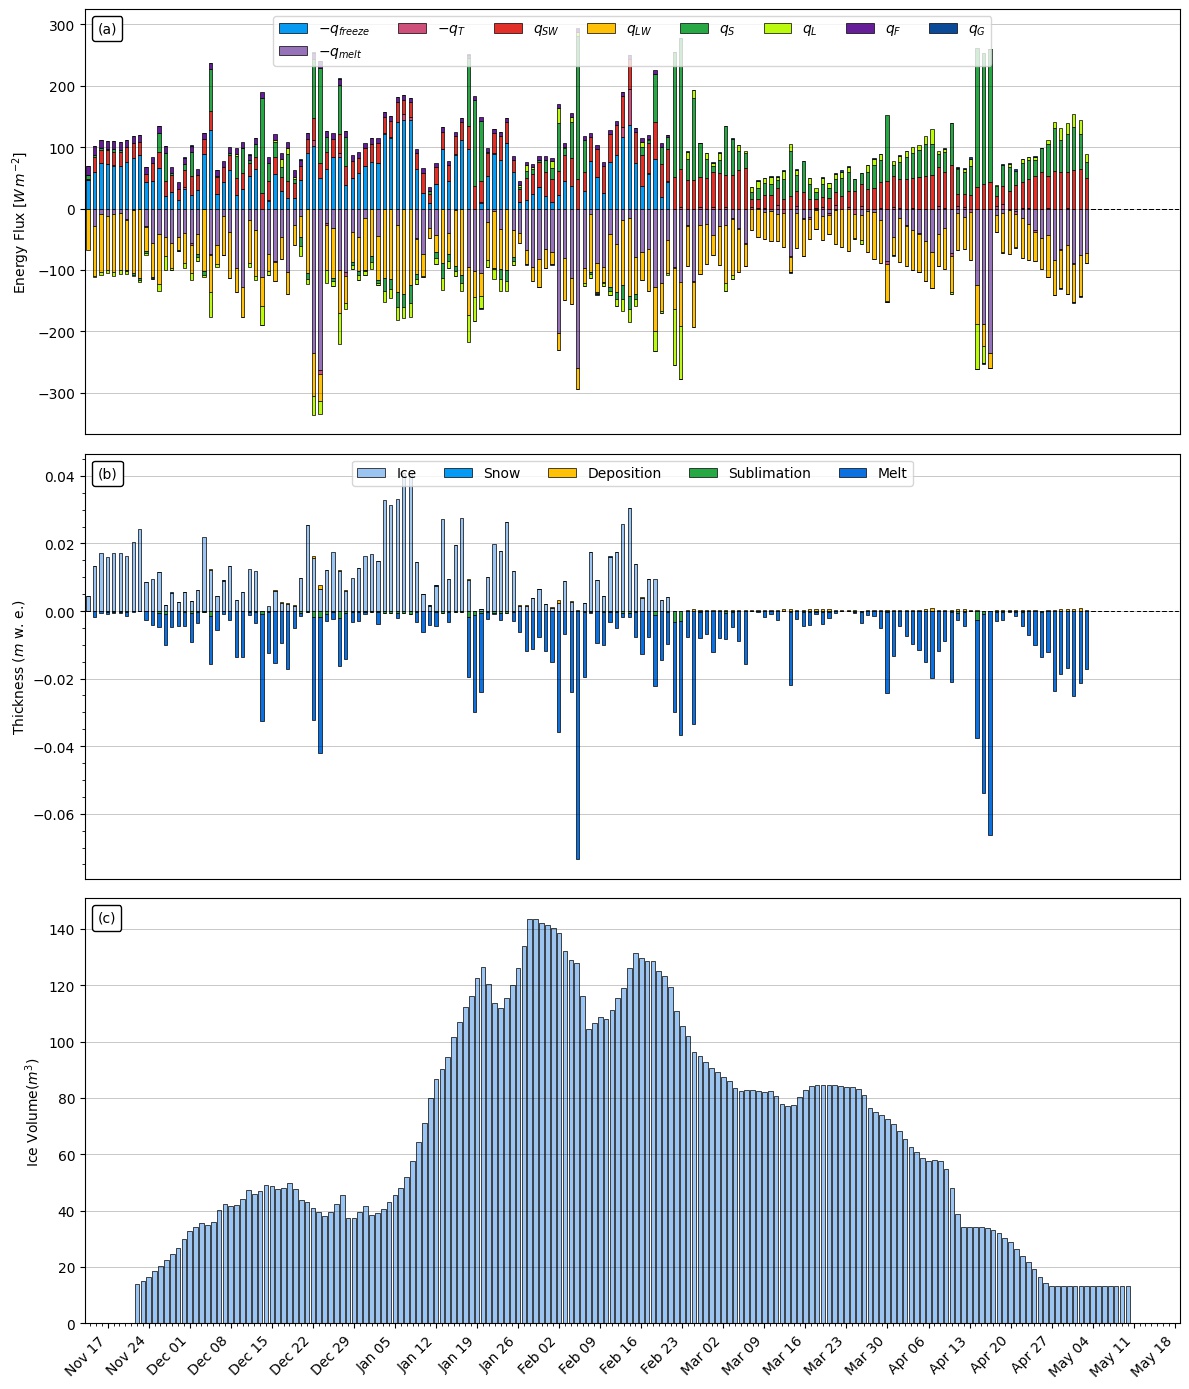 (a)
−q_freeze −q_T q_SW q_LW q_S q_L q_F q_G
−q_melt
300
200
100
0
−100
−200
−300
Energy Flux [W m⁻²]
(b)
Ice Snow Deposition Sublimation Melt
0.04
0.02
0.00
−0.02
−0.04
−0.06
Thickness (m w. e.)
(c)
140
120
100
80
60
40
20
0
Ice Volume(m³)
Nov 17 Nov 24 Dec 01 Dec 08 Dec 15 Dec 22 Dec 29 Jan 05 Jan 12 Jan 19 Jan 26 Feb 02 Feb 09 Feb 16 Feb 23 Mar 02 Mar 09 Mar 16 Mar 23 Mar 30 Apr 06 Apr 13 Apr 20 Apr 27 May 04 May 11 May 18